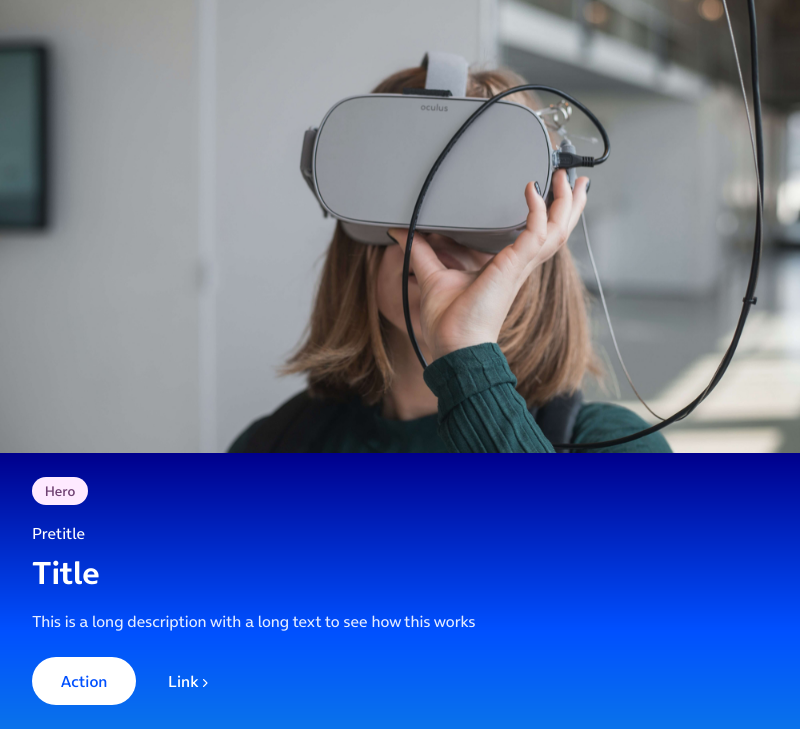 oculus
Hero
Pretitle
Title
This is a long description with a long text to see how this works
Action
Link